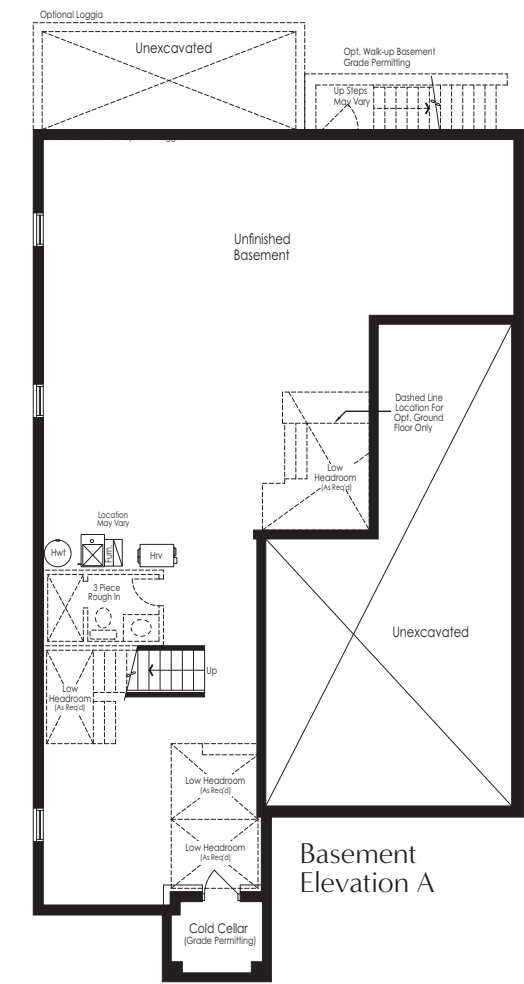 Optional Loggia
Unexcavated
Opt. Walk-up Basement
Grade Permitting
Up Steps
May Vary
Unfinished
Basement
Dashed Line
Location For
Opt. Ground
Floor Only
Low
Headroom
(As Req'd)
Location
May Vary
Hwt
Furn.
Hrv
3 Piece
Rough In
Unexcavated
Up
Low
Headroom
(As Req'd)
Low Headroom
(As Req'd)
Low Headroom
(As Req'd)
Basement
Elevation A
Cold Cellar
(Grade Permitting)